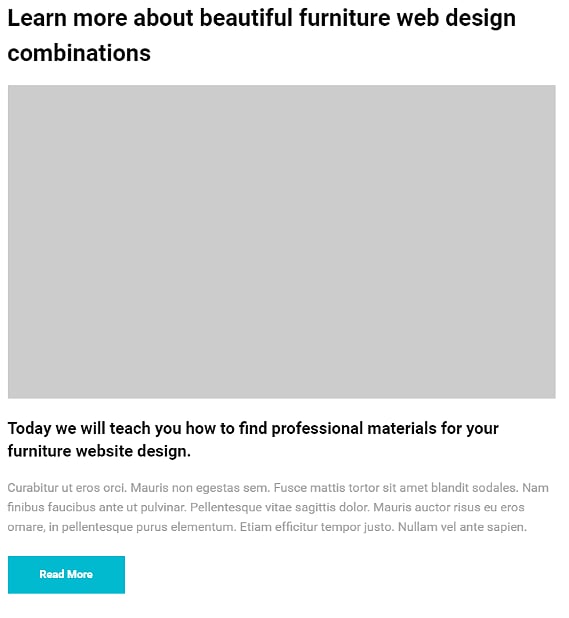 Learn more about beautiful furniture web design
combinations
Today we will teach you how to find professional materials for your
furniture website design.
Curabitur ut eros orci. Mauris non egestas sem. Fusce mattis tortor sit amet blandit sodales. Nam
finibus faucibus ante ut pulvinar. Pellentesque vitae sagittis dolor. Mauris auctor risus eu eros
ornare, in pellentesque purus elementum. Etiam efficitur tempor justo. Nullam vel ante sapien.
Read More